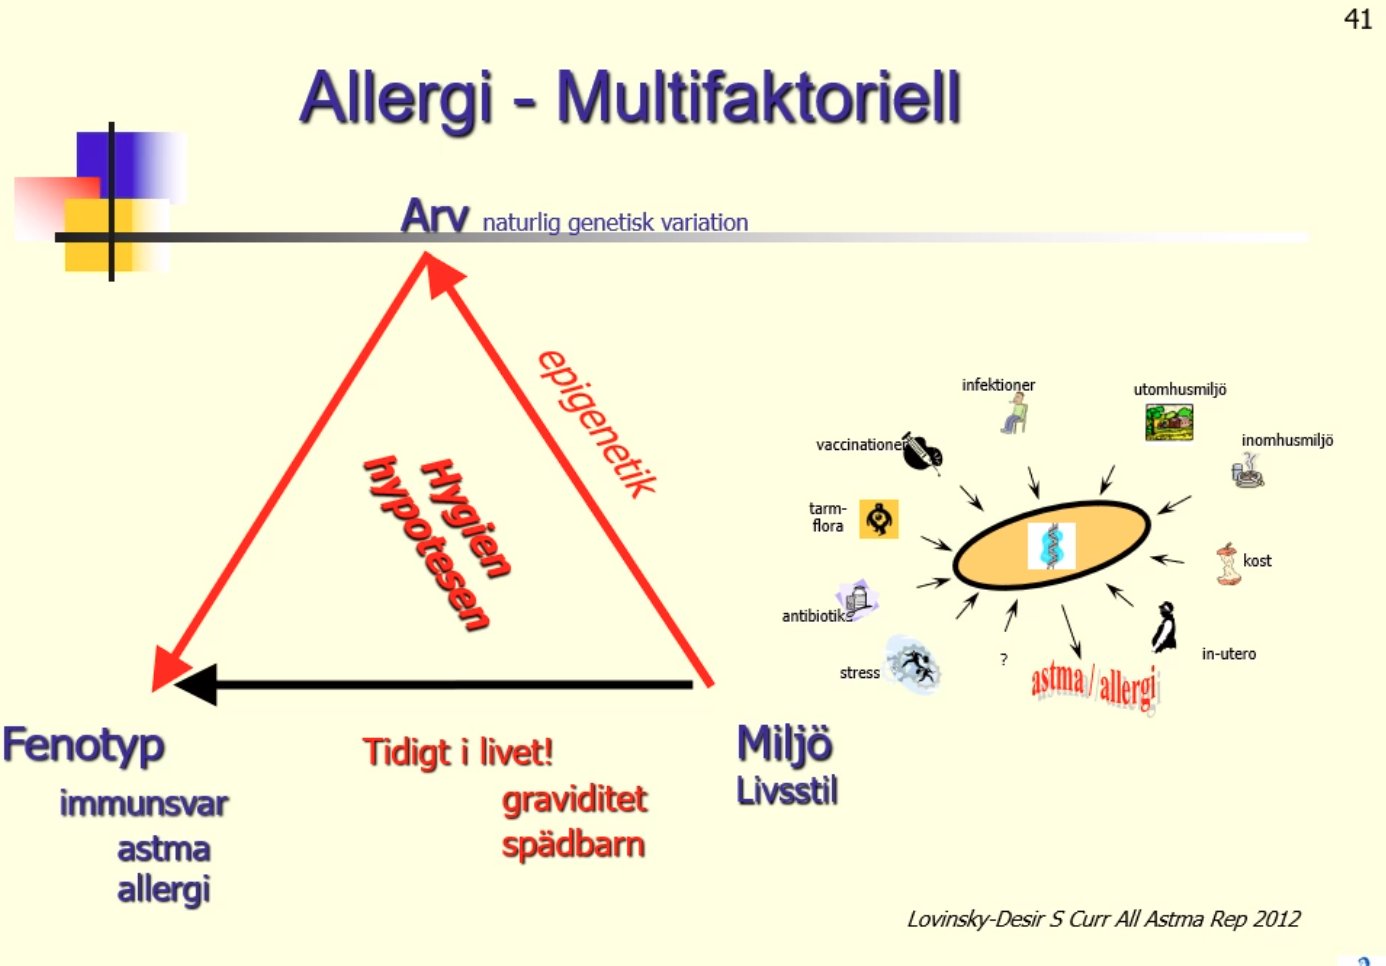 41
Allergi - Multifaktoriell
Arv naturlig genetisk variation
epigenetik
Hygien
hypotesen
infektioner
utomhusmiljö
vaccinationer
inomhusmiljö
tarm-
flora
kost
antibiotika
in-utero
stress
?
astma / allergi
Fenotyp
immunsvar
astma
allergi
Tidigt i livet!
graviditet
spädbarn
Miljö
Livsstil
Lovinsky-Desir S Curr All Astma Rep 2012